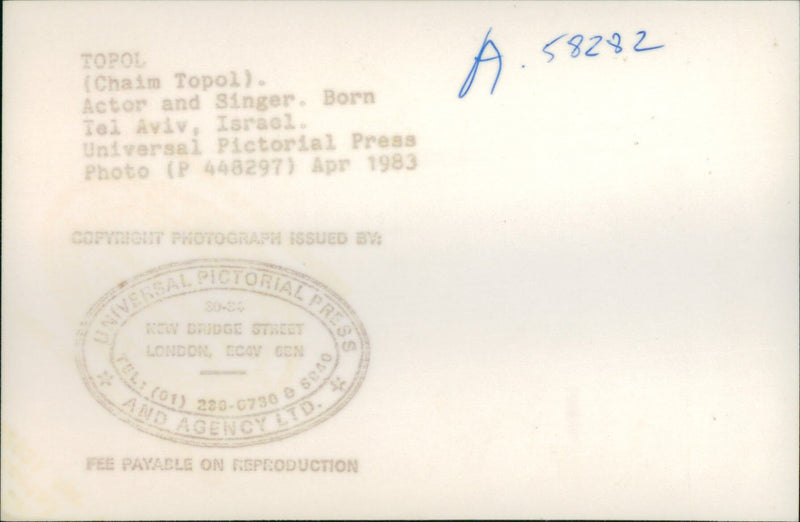 TOPOL
(Chaim Topol).
Actor and Singer. Born
Tel Aviv, Israel.
Universal Pictorial Press
Photo (P 448297) Apr 1983
A. 58282
COPYRIGHT PHOTOGRAPH ISSUED BY:
UNIVERSAL PICTORIAL PRESS
30-34
NEW BRIDGE STREET
LONDON, EC4V 6BN
TEL: (01) 236-6730 & 5840
AND AGENCY LTD.
FEE PAYABLE ON REPRODUCTION